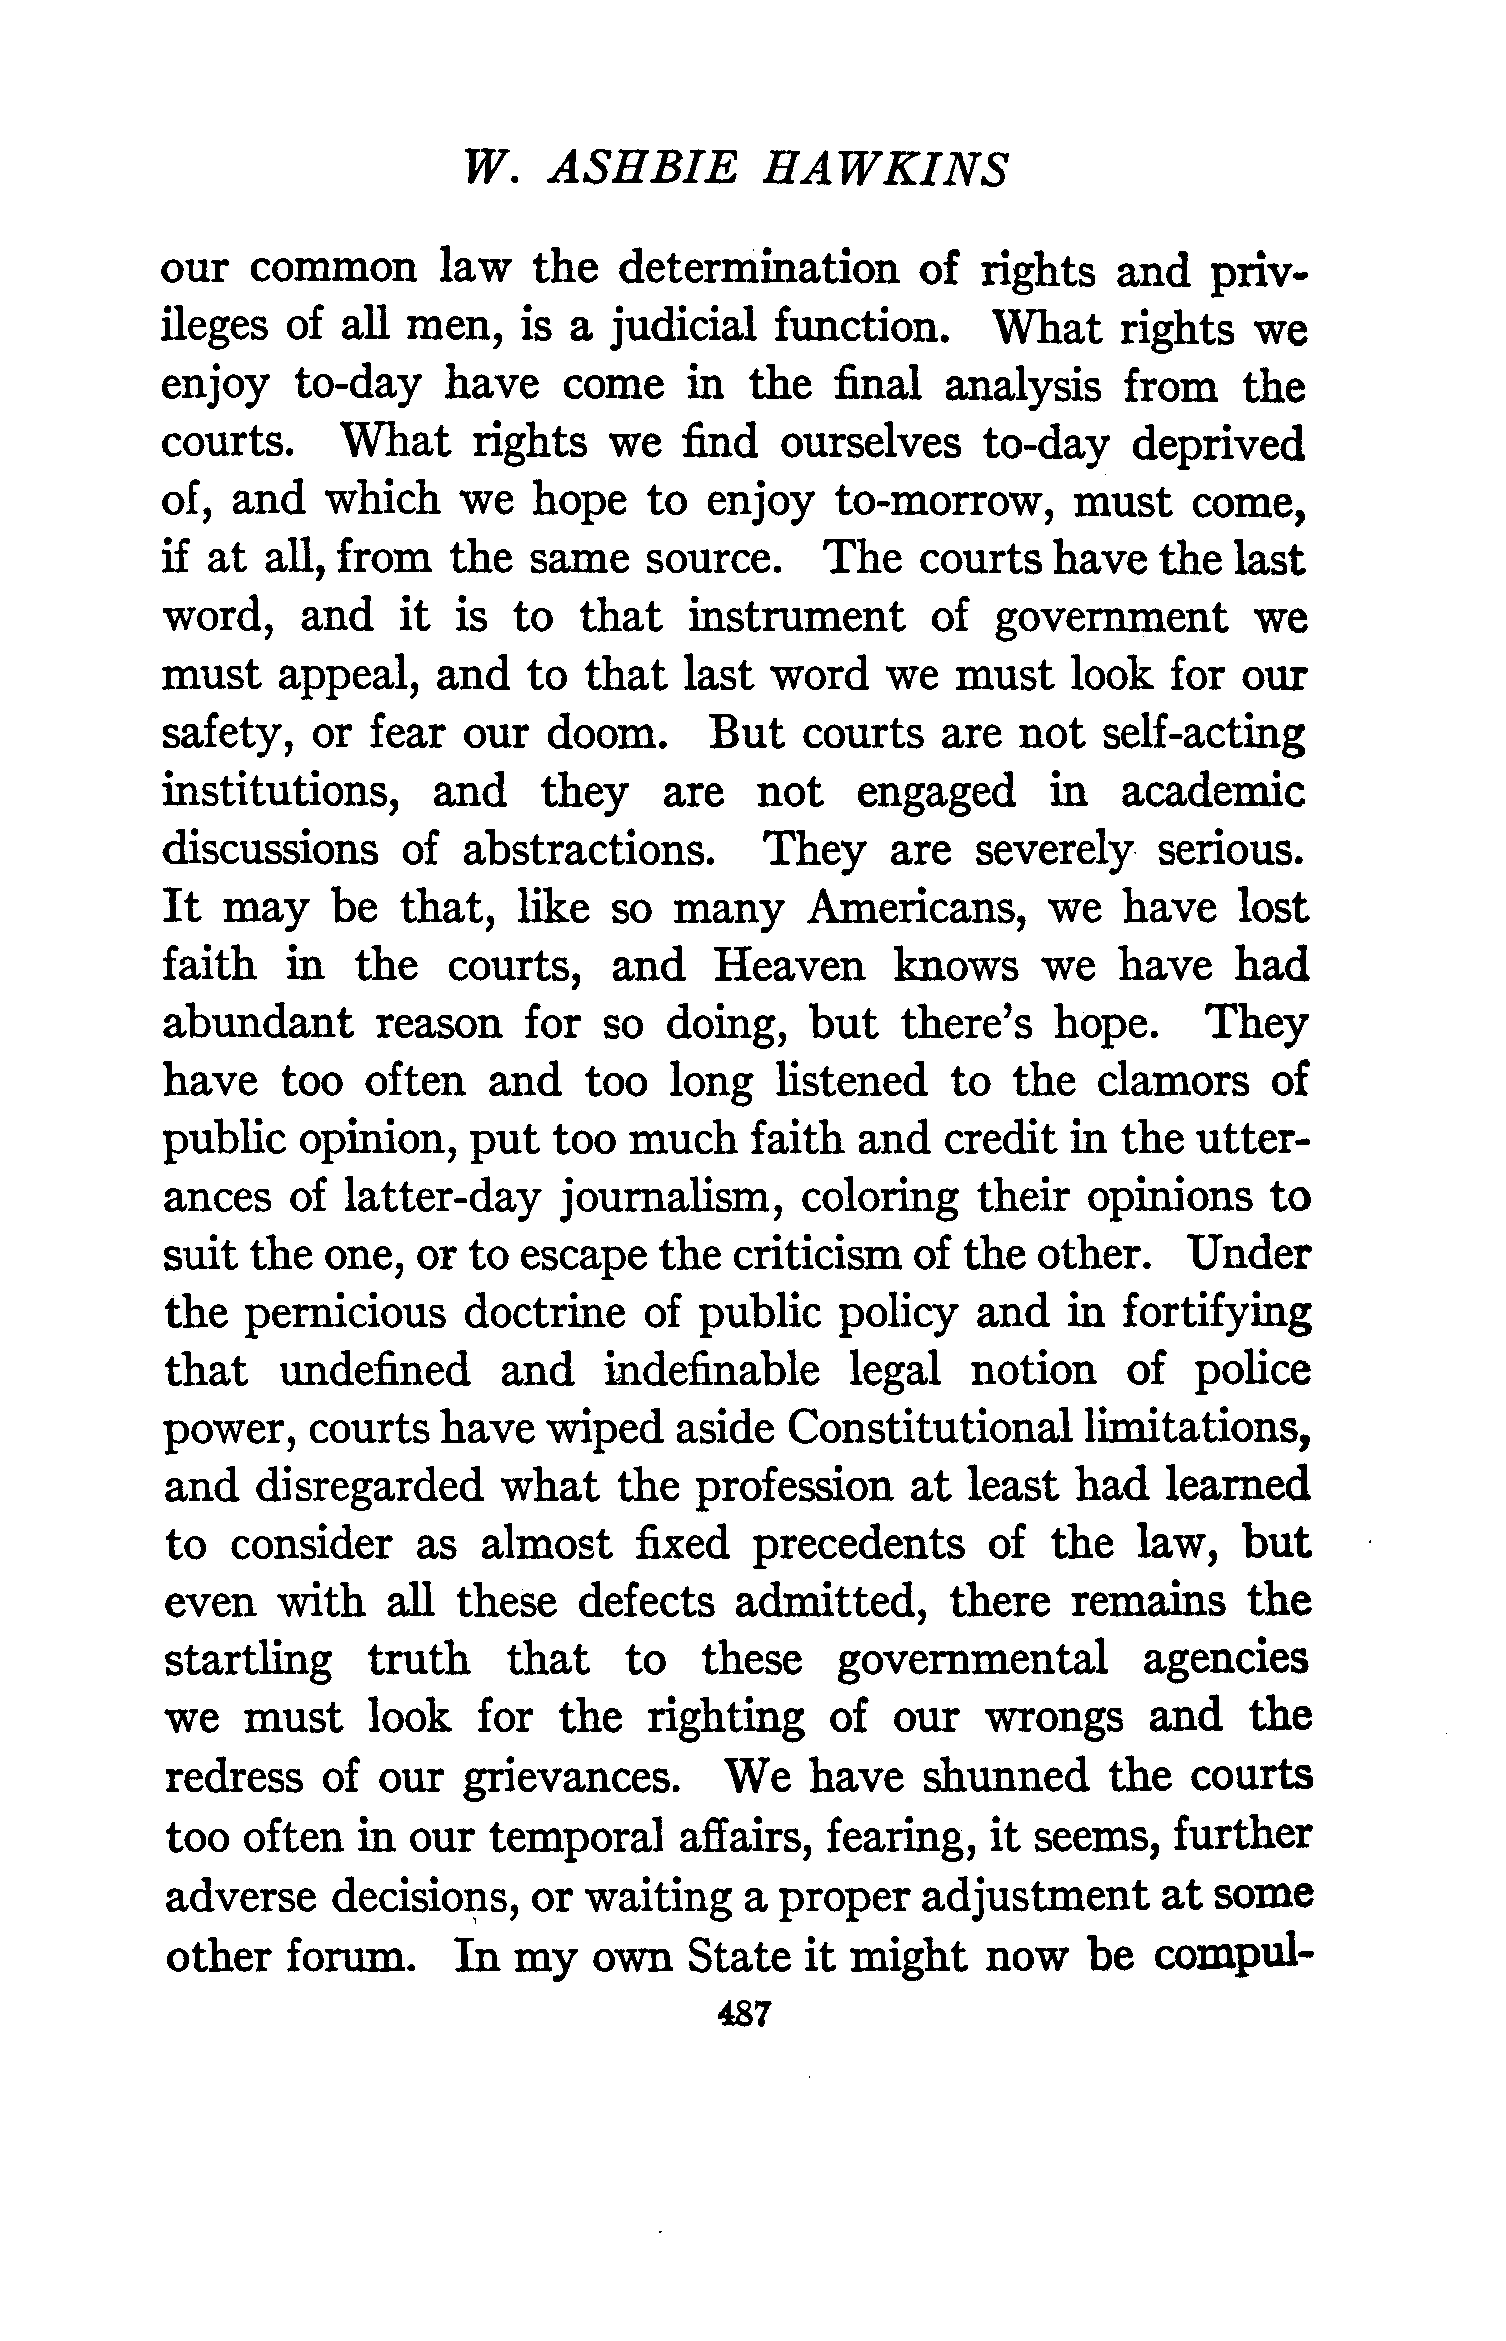 W. ASHBIE HAWKINS
our common law the determination of rights and priv-
ileges of all men, is a judicial function. What rights we
enjoy to-day have come in the final analysis from the
courts. What rights we find ourselves to-day deprived
of, and which we hope to enjoy to-morrow, must come,
if at all, from the same source. The courts have the last
word, and it is to that instrument of government we
must appeal, and to that last word we must look for our
safety, or fear our doom. But courts are not self-acting
institutions, and they are not engaged in academic
discussions of abstractions. They are severely serious.
It may be that, like so many Americans, we have lost
faith in the courts, and Heaven knows we have had
abundant reason for so doing, but there's hope. They
have too often and too long listened to the clamors of
public opinion, put too much faith and credit in the utter-
ances of latter-day journalism, coloring their opinions to
suit the one, or to escape the criticism of the other. Under
the pernicious doctrine of public policy and in fortifying
that undefined and indefinable legal notion of police
power, courts have wiped aside Constitutional limitations,
and disregarded what the profession at least had learned
to consider as almost fixed precedents of the law, but
even with all these defects admitted, there remains the
startling truth that to these governmental agencies
we must look for the righting of our wrongs and the
redress of our grievances. We have shunned the courts
too often in our temporal affairs, fearing, it seems, further
adverse decisions, or waiting a proper adjustment at some
other forum. In my own State it might now be compul-
487